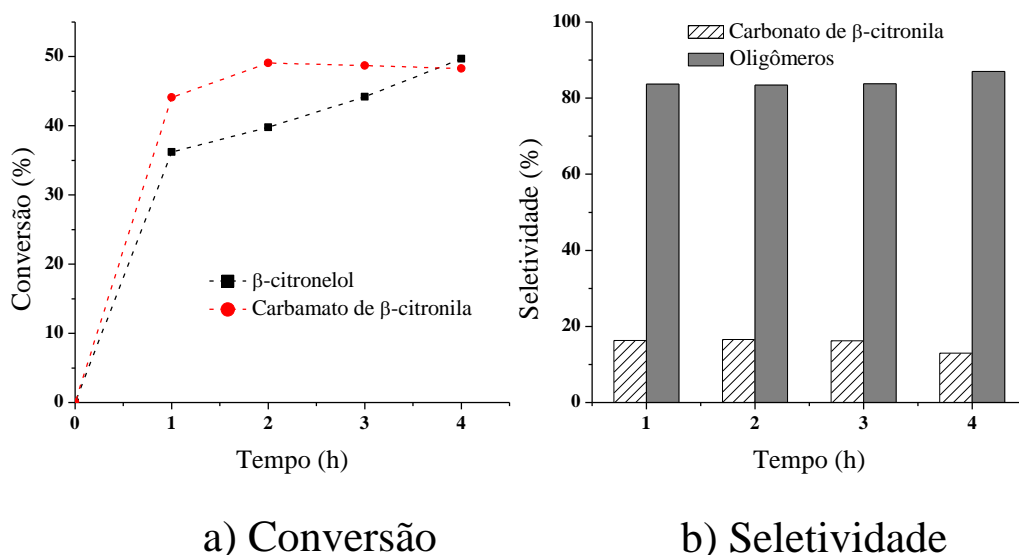 50
40
30
20
10
0
0
1
2
3
4
Conversão (%)
Tempo (h)
β-citronelol
Carbamato de β-citronila
a) Conversão
100
80
60
40
20
0
1
2
3
4
Seletividade (%)
Tempo (h)
Carbonato de β-citronila
Oligômeros
b) Seletividade